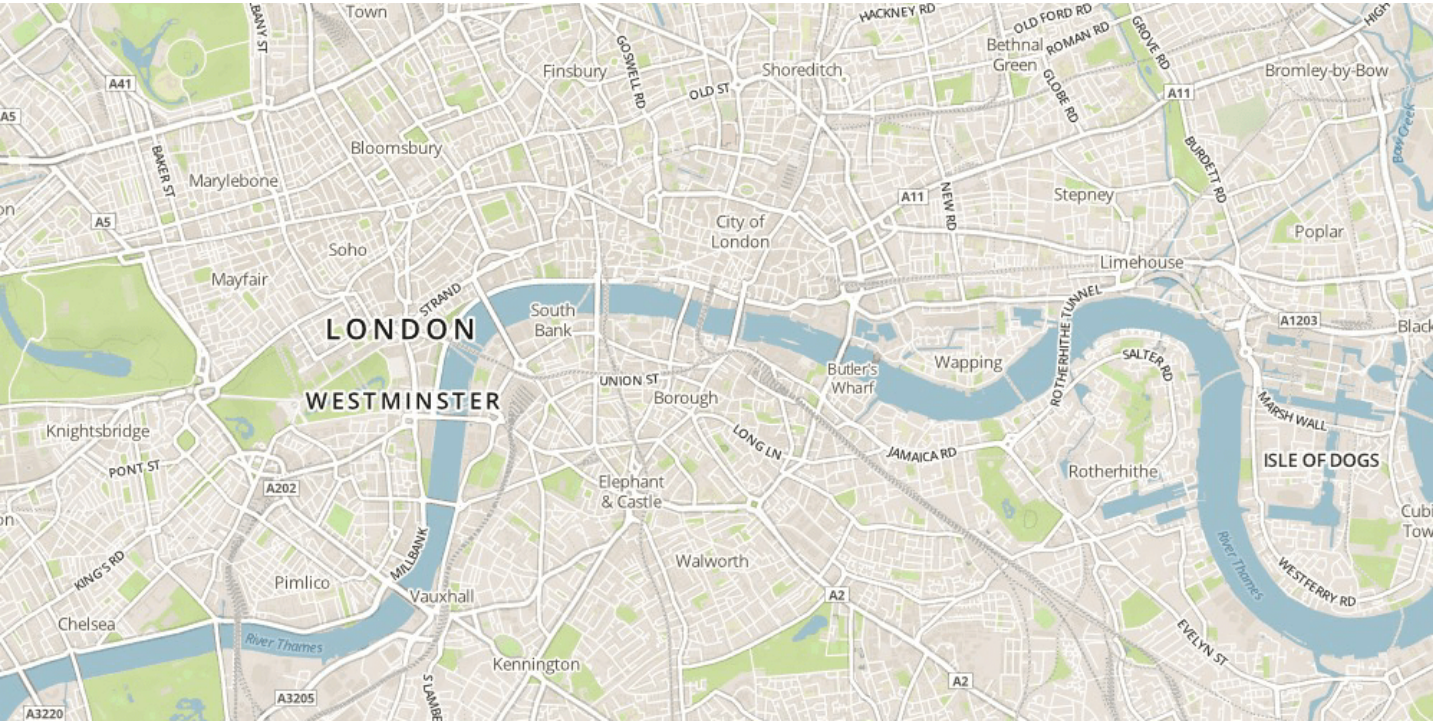 Town
BANY ST
HACKNEY RD
OLD FORD RD
HIGH
GROVE RD
ROMAN RD
Bethnal
Green
GOSWELL RD
Finsbury
Shoreditch
Bromley-by-Bow
A41
GLOBE RD
OLD ST
A11
A5
Bow Creek
BAKER ST
Bloomsbury
BURDETT RD
Marylebone
A11
NEW RD
Stepney
on
A5
City of
London
Poplar
Soho
Limehouse
Mayfair
STRAND
South
Bank
ROTHERHITHE TUNNEL
A1203
LONDON
Black
SALTER RD
Wapping
Butler's
Wharf
UNION ST
WESTMINSTER
Borough
MARSH WALL
Knightsbridge
LONG LN
JAMAICA RD
ISLE OF DOGS
PONT ST
Rotherhithe
A202
Elephant
& Castle
on
Cubi
Tow
MILLBANK
KING'S RD
Walworth
River Thames
Pimlico
WESTFERRY RD
Vauxhall
A2
Chelsea
River Thames
EVELYN ST
Kennington
A2
S LAMBE
A3205
A3220